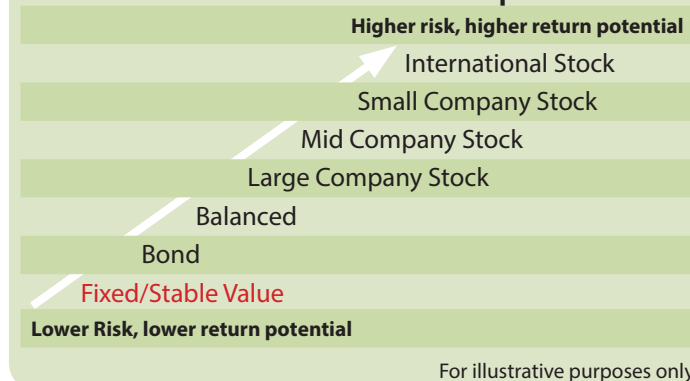 Higher risk, higher return potential
International Stock
Small Company Stock
Mid Company Stock
Large Company Stock
Balanced
Bond
Fixed/Stable Value
Lower Risk, lower return potential
For illustrative purposes only